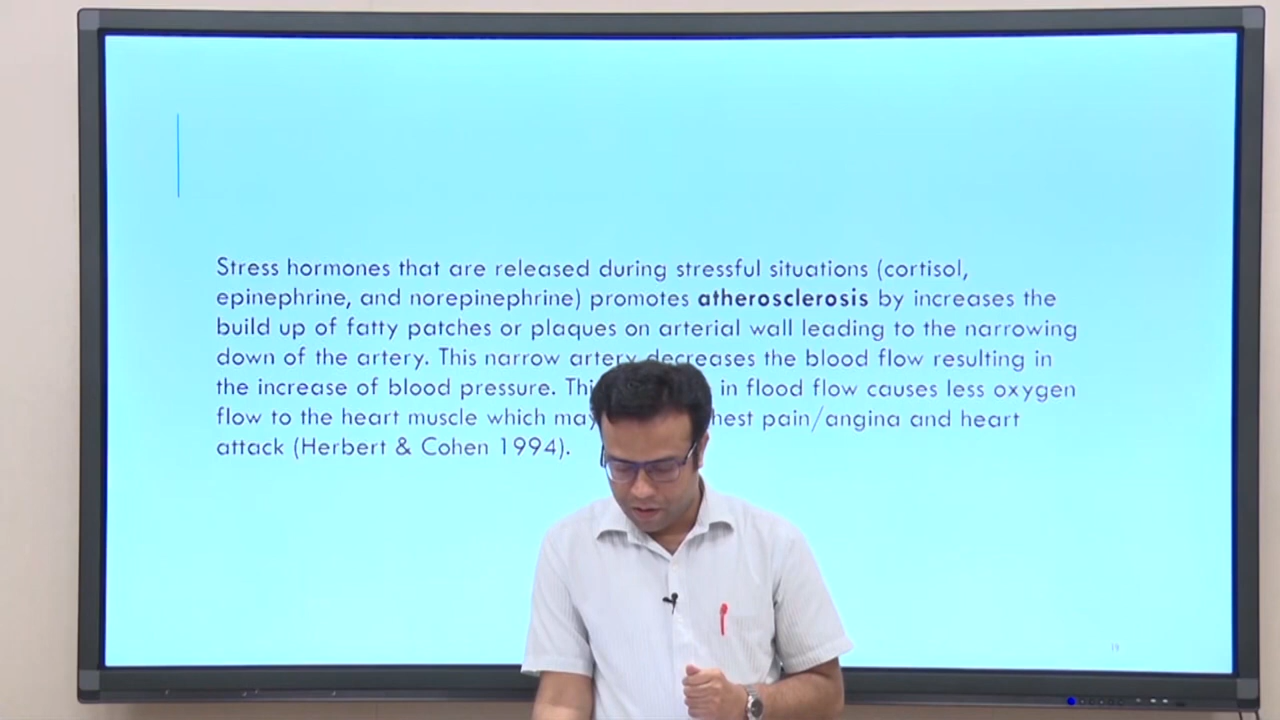 Stress hormones that are released during stressful situations (cortisol,
epinephrine, and norepinephrine) promotes atherosclerosis by increases the
build up of fatty patches or plaques on arterial wall leading to the narrowing
down of the artery. This narrow artery decreases the blood flow resulting in
the increase of blood pressure. in flood flow causes less oxygen
flow to the heart muscle which may pain/angina and heart
attack (Herbert & Cohen 1994).
19